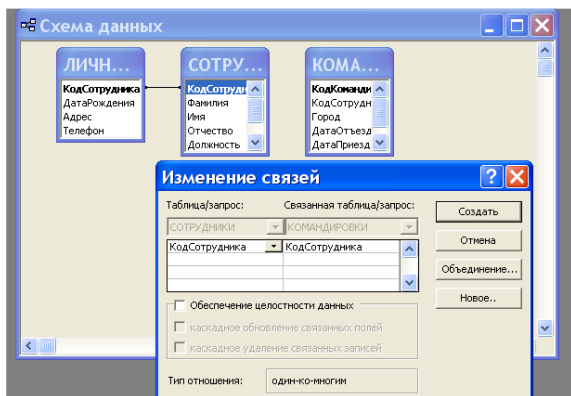 Схема данных
ЛИЧН...
КодСотрудника
ДатаРождения
Адрес
Телефон
СОТРУ...
КодСотрудн
Фамилия
Имя
Отчество
Должность
КОМА...
КодКоманди
КодСотрудн
Город
ДатаОтъезд
ДатаПриезд
Изменение связей
Таблица/запрос: Связанная таблица/запрос:
СОТРУДНИКИ КОМАНДИРОВКИ
КодСотрудника КодСотрудника
Создать
Отмена
Объединение...
Новое..
Обеспечение целостности данных
каскадное обновление связанных полей
каскадное удаление связанных записей
Тип отношения: один-ко-многим